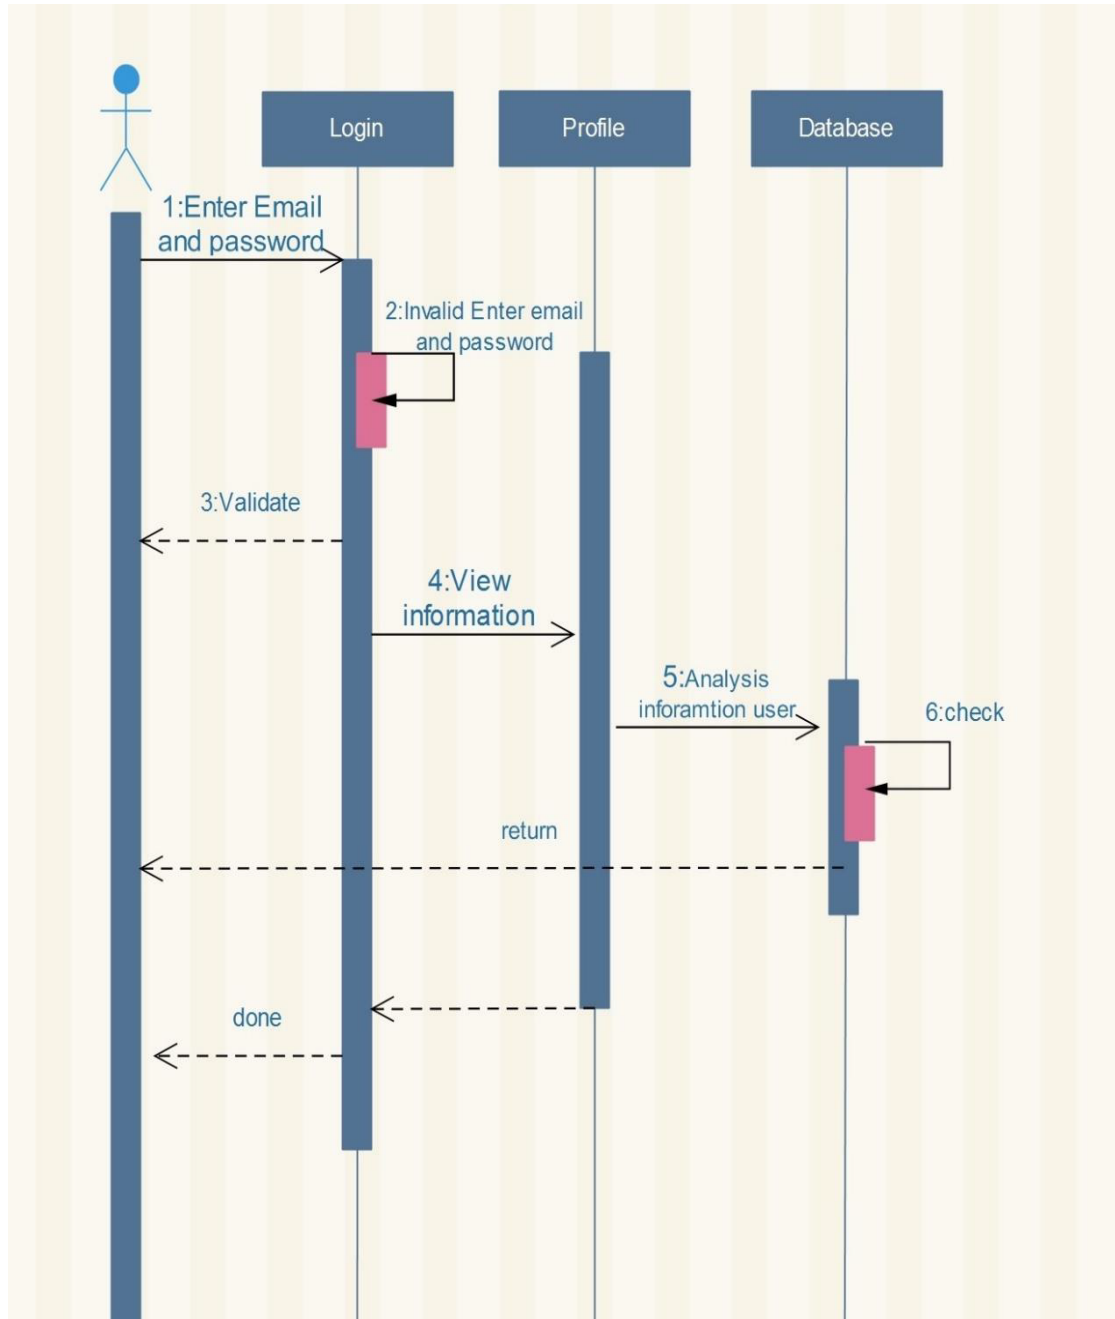 Login
Profile
Database
1:Enter Email
and password
2:Invalid Enter email
and password
3:Validate
4:View
information
5:Analysis
inforamtion user
6:check
return
done